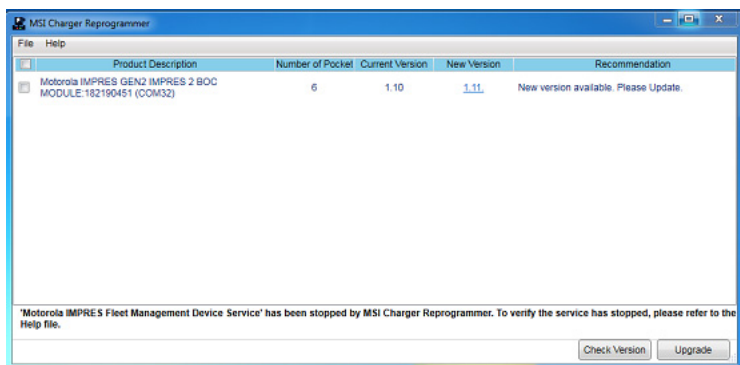 MSI Charger Reprogrammer
File Help
Product Description Number of Pocket Current Version New Version Recommendation
Motorola IMPRES GEN2 IMPRES 2 BOC
MODULE:182190451 (COM32) 6 1.10 1.11. New version available. Please Update.
'Motorola IMPRES Fleet Management Device Service' has been stopped by MSI Charger Reprogrammer. To verify the service has stopped, please refer to the
Help file.
Check Version Upgrade